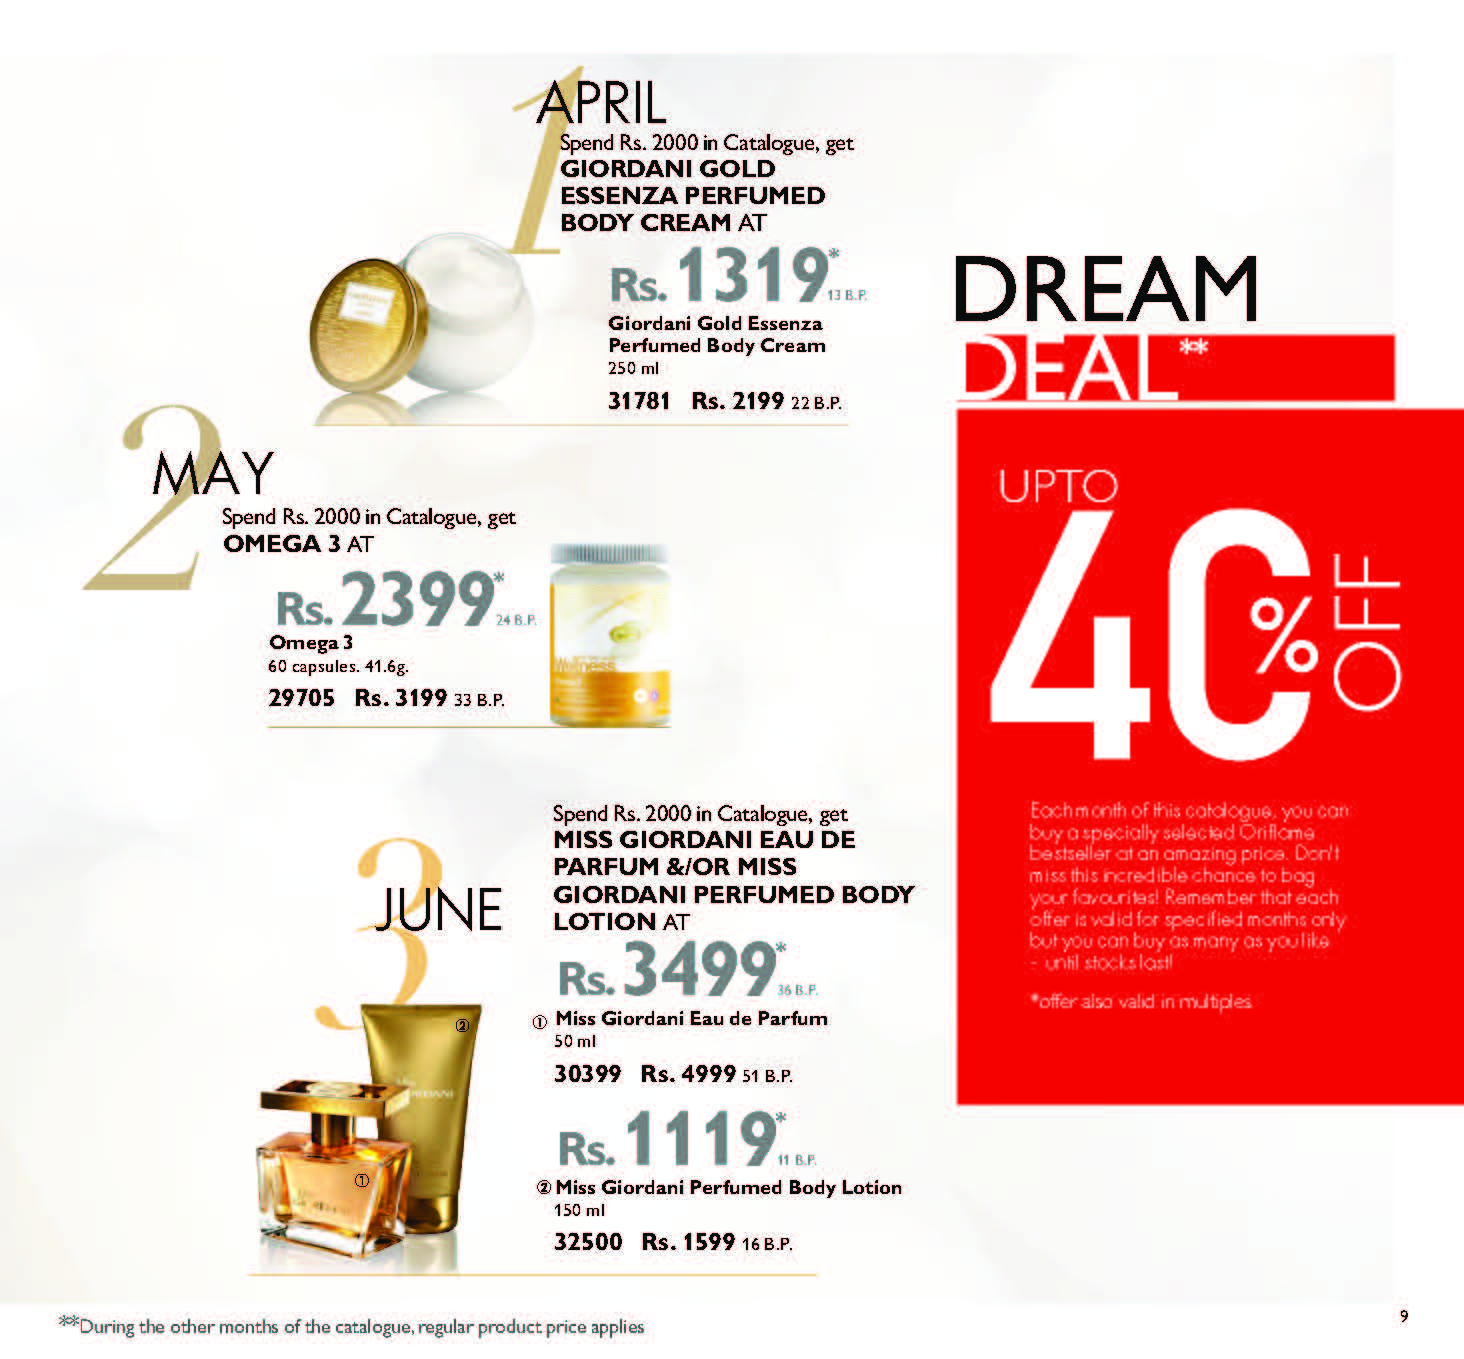 1
APRIL
Spend Rs. 2000 in Catalogue, get
GIORDANI GOLD
ESSENZA PERFUMED
BODY CREAM AT
Rs. 1319*
13 B.P.
Giordani Gold Essenza
Perfumed Body Cream
250 ml
31781 Rs. 2199 22 B.P.
2
MAY
Spend Rs. 2000 in Catalogue, get
OMEGA 3 AT
Rs. 2399*
24 B.P.
Omega 3
60 capsules. 41.6g.
29705 Rs. 3199 33 B.P.
Wellness
3
JUNE
Spend Rs. 2000 in Catalogue, get
MISS GIORDANI EAU DE
PARFUM &/OR MISS
GIORDANI PERFUMED BODY
LOTION AT
Rs. 3499*
36 B.P.
① Miss Giordani Eau de Parfum
50 ml
30399 Rs. 4999 51 B.P.
Rs. 1119*
11 B.P.
② Miss Giordani Perfumed Body Lotion
150 ml
32500 Rs. 1599 16 B.P.
②
①
DREAM
DEAL**
UPTO
40%
OFF
Each month of this catalogue, you can
buy a specially selected Oriflame
bestseller at an amazing price. Don't
miss this incredible chance to bag
your favourites! Remember that each
offer is valid for specified months only
but you can buy as many as you like
- until stocks last!
*offer also valid in multiples.
**During the other months of the catalogue, regular product price applies
9